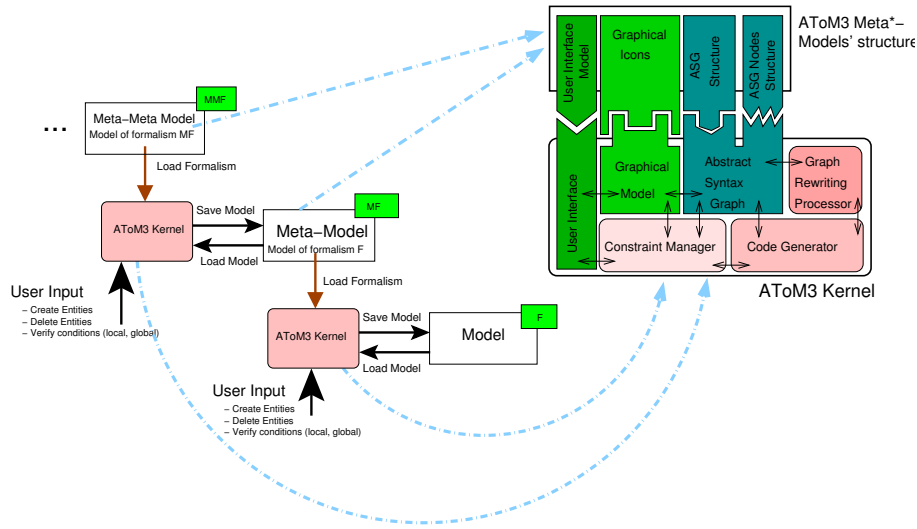 ...
MMF
Meta−Meta Model
Model of formalism MF
Load Formalism
AToM3 Kernel
Save Model
Load Model
MF
Meta−Model
Model of formalism F
Load Formalism
User Input
− Create Entities
− Delete Entities
− Verify conditions (local, global)
AToM3 Kernel
Save Model
Load Model
F
Model
User Input
− Create Entities
− Delete Entities
− Verify conditions (local, global)
User Interface
Model
Graphical
Icons
ASG
Structure
ASG Nodes
Structure
AToM3 Meta*−
Models' structure
User Interface
Graphical
Model
Abstract
Syntax
Graph
Graph
Rewriting
Processor
Constraint Manager
Code Generator
AToM3 Kernel